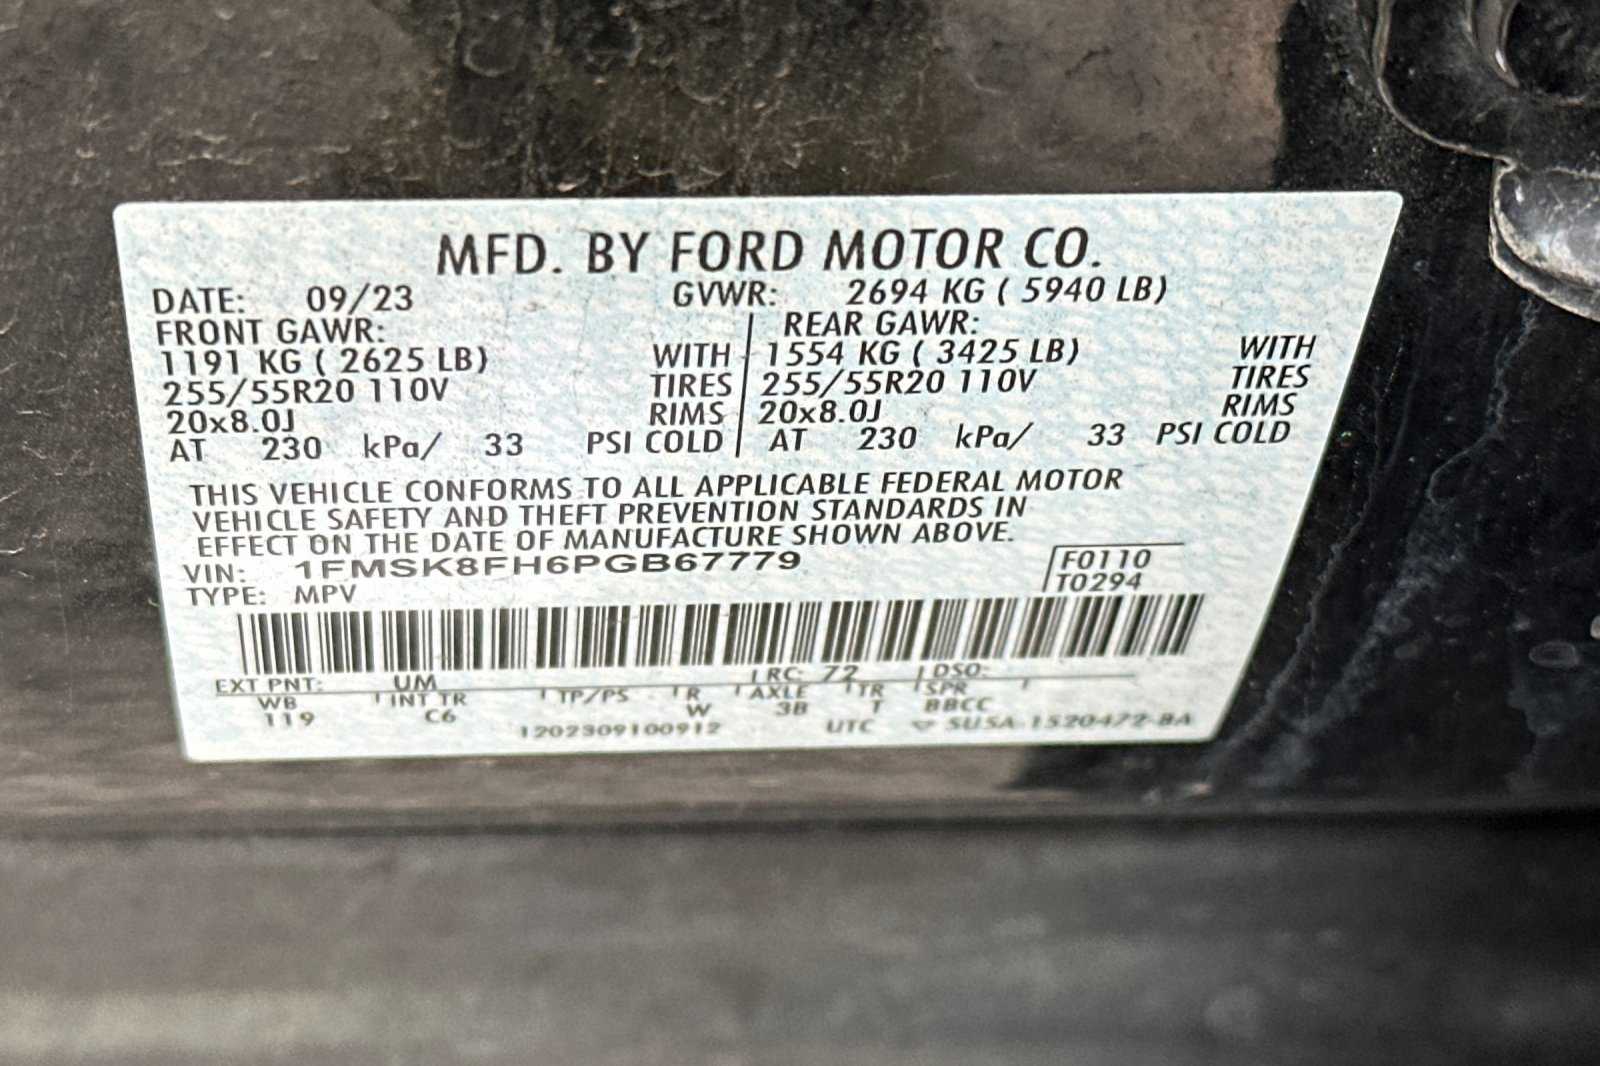 MFD. BY FORD MOTOR CO.
DATE: 09/23 GVWR: 2694 KG ( 5940 LB)
FRONT GAWR: REAR GAWR:
1191 KG ( 2625 LB) WITH 1554 KG ( 3425 LB) WITH
255/55R20 110V TIRES 255/55R20 110V TIRES
20x8.0J RIMS 20x8.0J RIMS
AT 230 kPa/ 33 PSI COLD AT 230 kPa/ 33 PSI COLD
THIS VEHICLE CONFORMS TO ALL APPLICABLE FEDERAL MOTOR
VEHICLE SAFETY AND THEFT PREVENTION STANDARDS IN
EFFECT ON THE DATE OF MANUFACTURE SHOWN ABOVE.
VIN: 1FMSK8FH6PGB67779 F0110
TYPE: MPV T0294
EXT PNT: UM RC: 72 DSO:
WB INT TR TP/PS R AXLE TR SPR
119 C6 W 3B T BBCC
1202309100912 UTC SU5A-1520472-BA